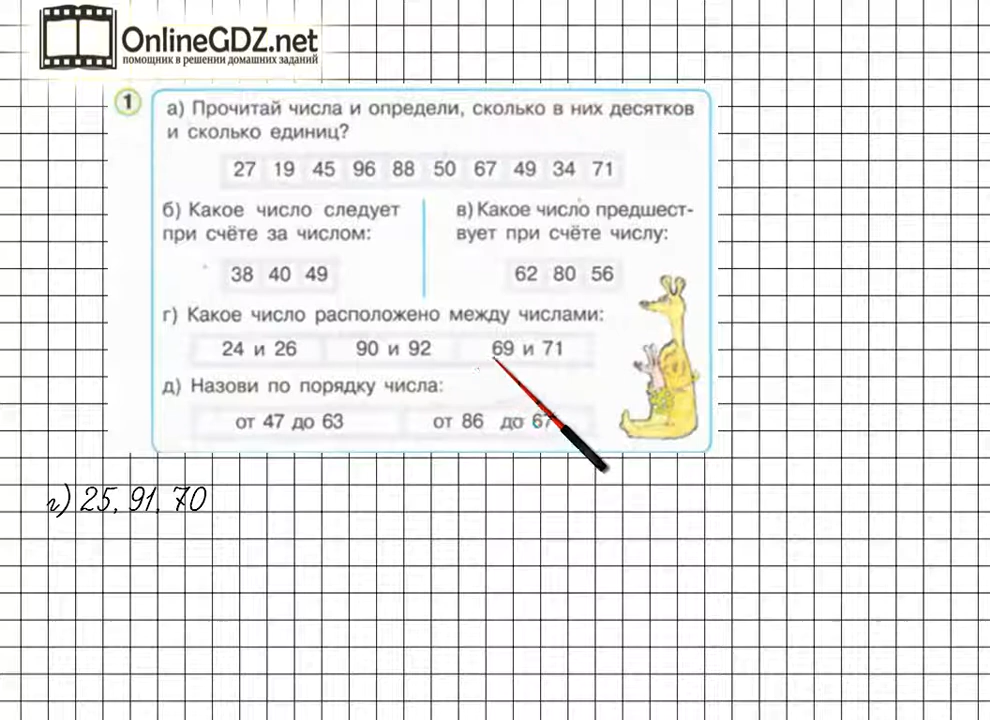 OnlineGDZ.net
помощник в решении домашних заданий
1
а) Прочитай числа и определи, сколько в них десятков
и сколько единиц?
27 19 45 96 88 50 67 49 34 71
б) Какое число следует
при счёте за числом:
38 40 49
в) Какое число предшест-
вует при счёте числу:
62 80 56
г) Какое число расположено между числами:
24 и 26 90 и 92 69 и 71
д) Назови по порядку числа:
от 47 до 63 от 86 до 67
г) 25, 91, 70